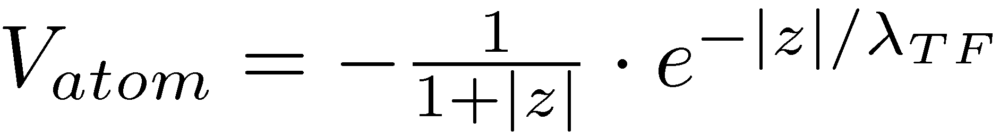 $V_{atom} = -\frac{1}{1+|z|} \cdot e^{-|z|/\lambda_{TF}}$